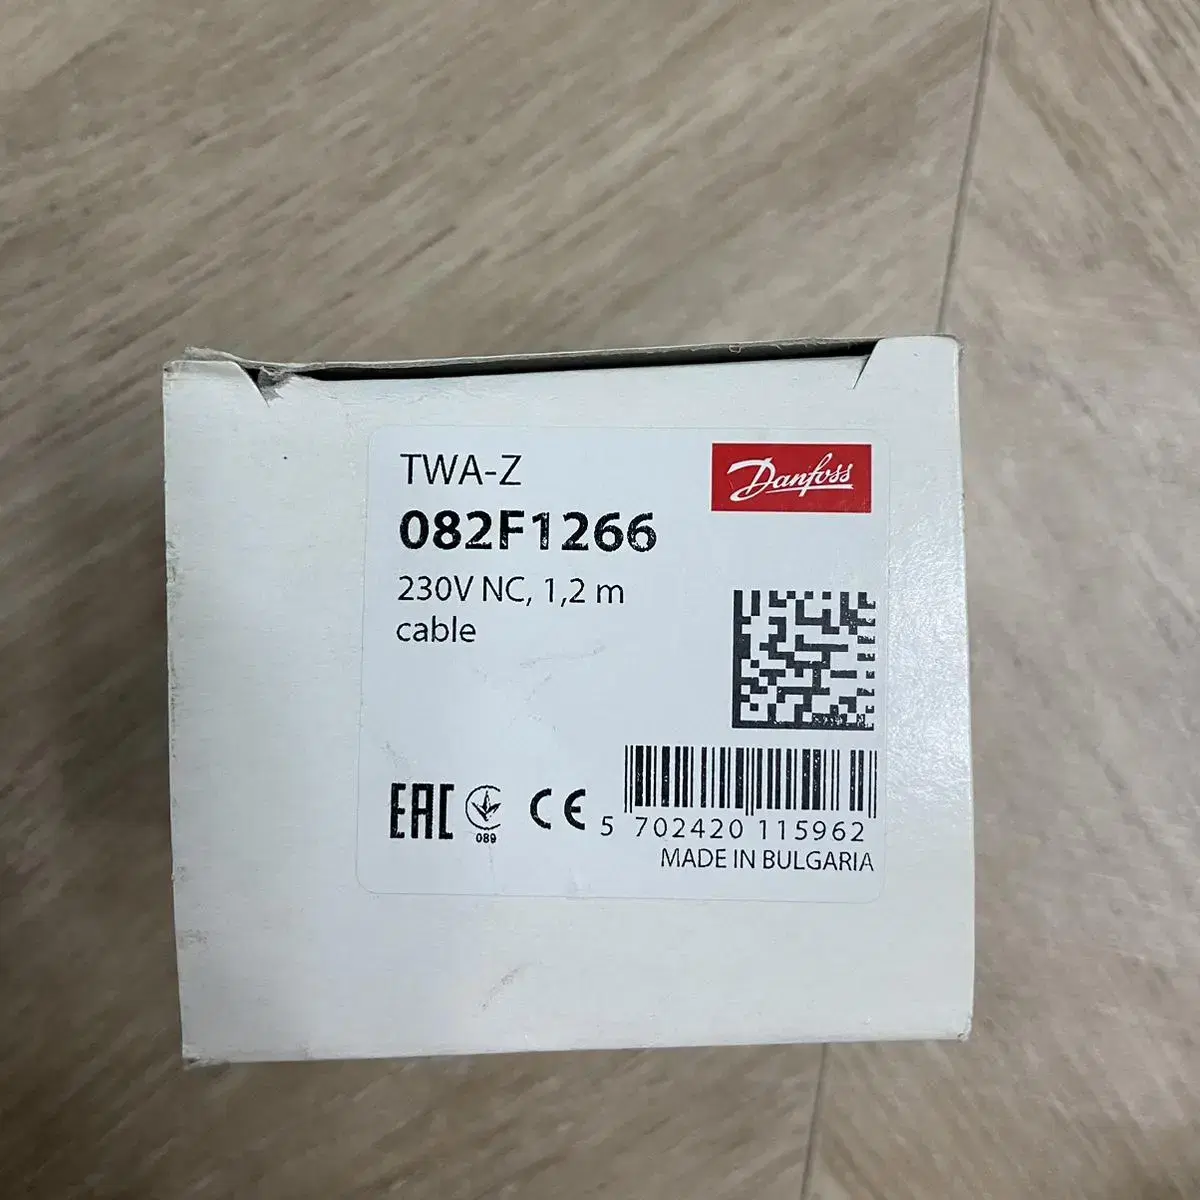 TWA-Z
Danfoss
082F1266
230V NC, 1,2 m
cable
EAC
089
CE
5 702420 115962
MADE IN BULGARIA